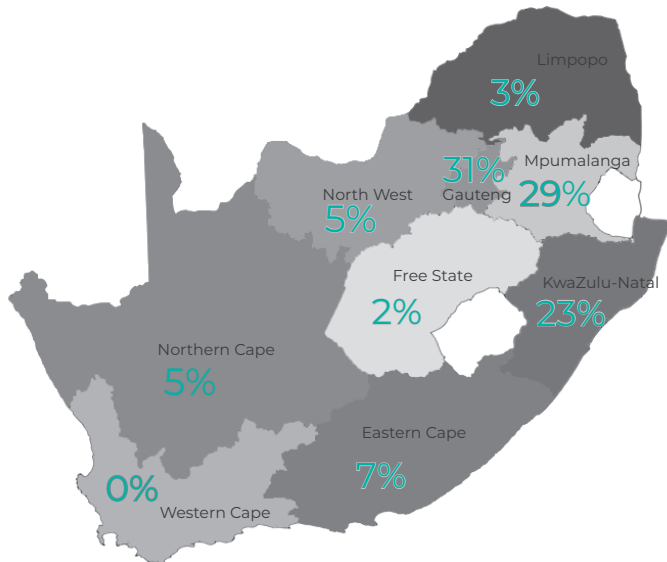 Limpopo
3%
Mpumalanga
29%
31%
Gauteng
North West
5%
Free State
2%
KwaZulu-Natal
23%
Northern Cape
5%
Eastern Cape
7%
0%
Western Cape